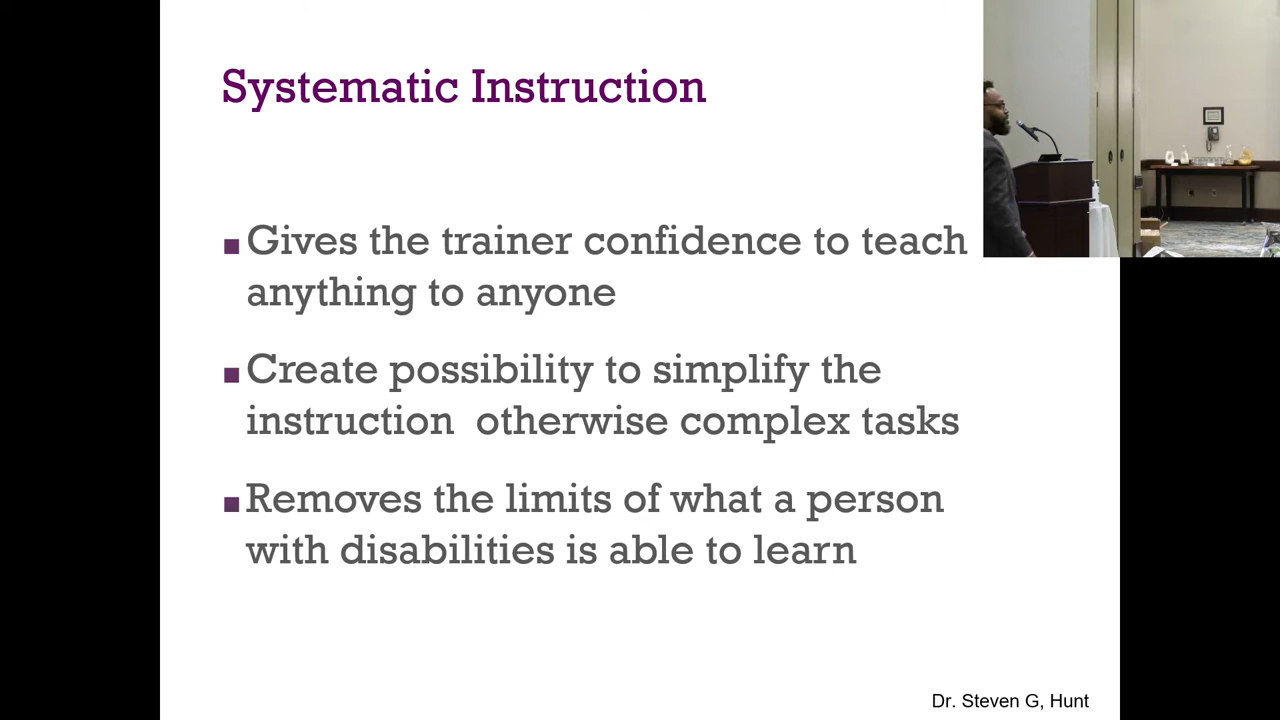 Systematic Instruction
■Gives the trainer confidence to teach
anything to anyone
■Create possibility to simplify the
instruction  otherwise complex tasks
■Removes the limits of what a person
with disabilities is able to learn
Dr. Steven G, Hunt